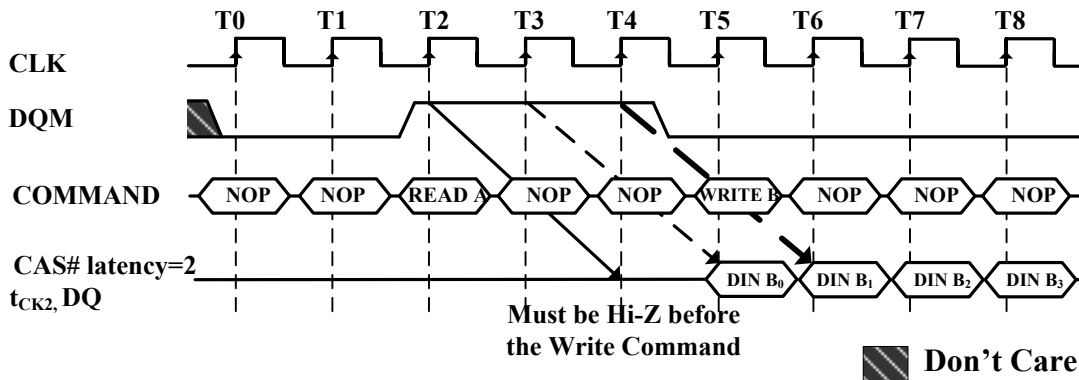 T0 T1 T2 T3 T4 T5 T6 T7 T8
CLK
DQM
COMMAND NOP NOP READ A NOP NOP WRITE B NOP NOP NOP
CAS# latency=2
tCK2, DQ DIN B0 DIN B1 DIN B2 DIN B3
Must be Hi-Z before
the Write Command
Don't Care